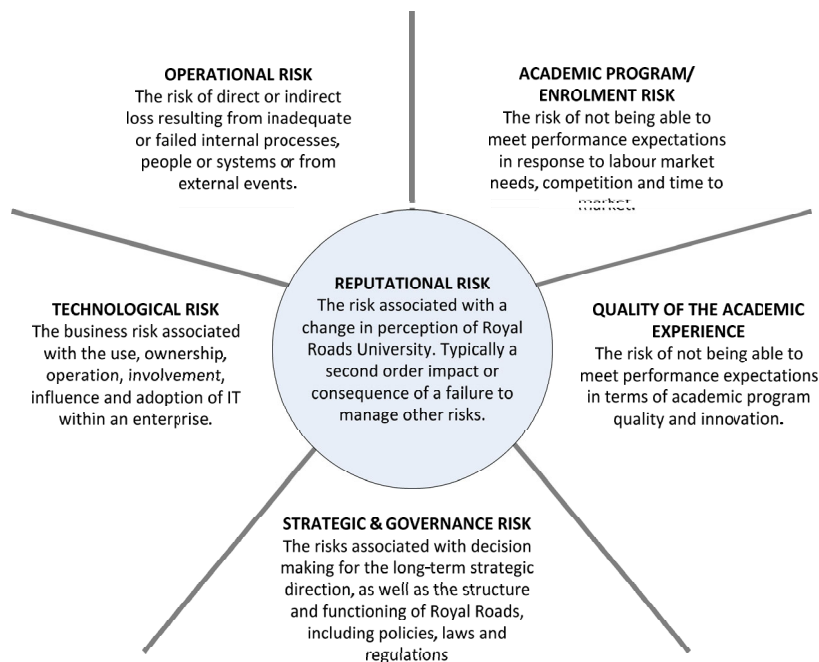 OPERATIONAL RISK
The risk of direct or indirect
loss resulting from inadequate
or failed internal processes,
people or systems or from
external events.
ACADEMIC PROGRAM/
ENROLMENT RISK
The risk of not being able to
meet performance expectations
in response to labour market
needs, competition and time to
market.
TECHNOLOGICAL RISK
The business risk associated
with the use, ownership,
operation, involvement,
influence and adoption of IT
within an enterprise.
REPUTATIONAL RISK
The risk associated with a
change in perception of Royal
Roads University. Typically a
second order impact or
consequence of a failure to
manage other risks.
QUALITY OF THE ACADEMIC
EXPERIENCE
The risk of not being able to
meet performance expectations
in terms of academic program
quality and innovation.
STRATEGIC & GOVERNANCE RISK
The risks associated with decision
making for the long-term strategic
direction, as well as the structure
and functioning of Royal Roads,
including policies, laws and
regulations